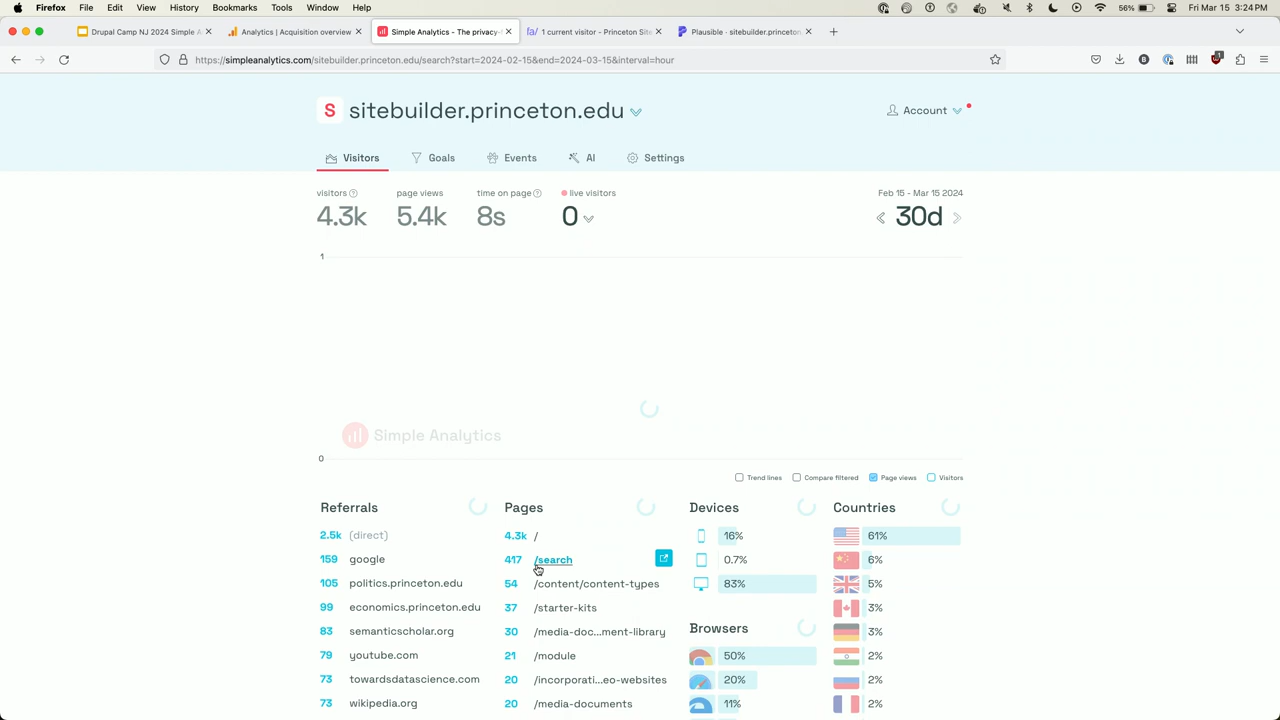 Firefox File Edit View History Bookmarks Tools Window Help 56% Fri Mar 15 3:24 PM
Drupal Camp NJ 2024 Simple A Analytics | Acquisition overview Simple Analytics - The privacy- 1 current visitor - Princeton Site Plausible · sitebuilder.princeton.
https://simpleanalytics.com/sitebuilder.princeton.edu/search?start=2024-02-15&end=2024-03-15&interval=hour
S sitebuilder.princeton.edu Account
Visitors Goals Events AI Settings
visitors page views time on page live visitors Feb 15 - Mar 15 2024
4.3k 5.4k 8s 0 30d
1
Simple Analytics
0
Trend lines Compare filtered Page views Visitors
Referrals Pages Devices Countries
2.5k (direct) 4.3k / 16% 61%
159 google 417 /search 0.7% 6%
105 politics.princeton.edu 54 /content/content-types 83% 5%
99 economics.princeton.edu 37 /starter-kits 3%
83 semanticscholar.org 30 /media-doc...ment-library Browsers 3%
79 youtube.com 21 /module 50% 2%
73 towardsdatascience.com 20 /incorporati...eo-websites 20% 2%
73 wikipedia.org 20 /media-documents 11% 2%